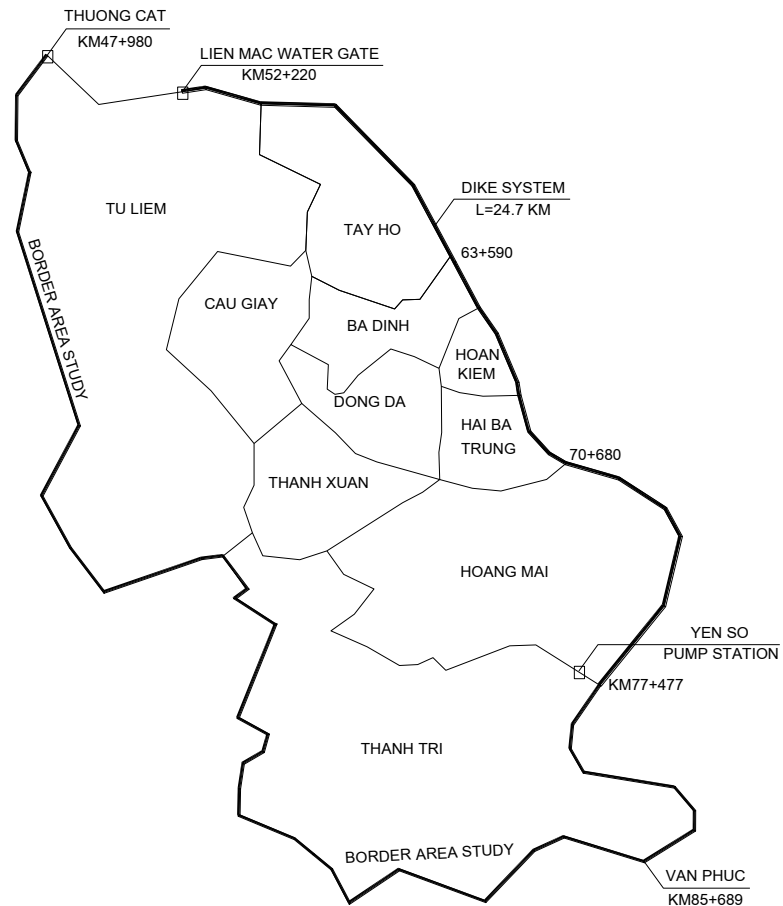 THUONG CAT
KM47+980
LIEN MAC WATER GATE
KM52+220
DIKE SYSTEM
L=24.7 KM
TU LIEM
TAY HO
63+590
BORDER AREA STUDY
CAU GIAY
BA DINH
HOAN
KIEM
DONG DA
HAI BA
TRUNG
70+680
THANH XUAN
HOANG MAI
YEN SO
PUMP STATION
KM77+477
THANH TRI
BORDER AREA STUDY
VAN PHUC
KM85+689